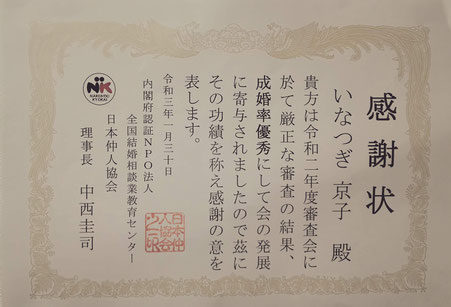 感謝状
いなつぎ 京子 殿
貴方は令和二年度審査会に
於て厳正な審査の結果、
成婚率優秀にして会の発展
に寄与されましたので茲に
その功績を称え感謝の意を
表します。
令和三年一月三十日
内閣府認証NPO法人
全国結婚相談業教育センター
日本仲人協会
理事長 中西圭司
NK